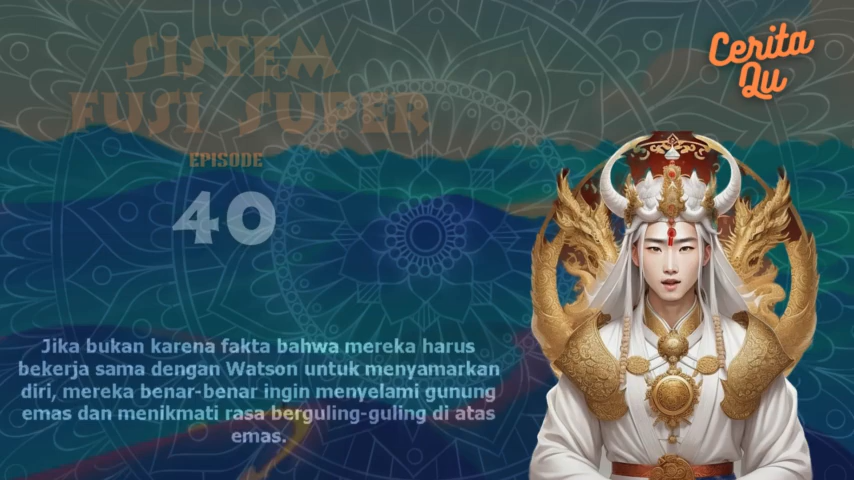 SISTEM
FUSI SUPER
EPISODE
40
Cerita
Qu
Jika bukan karena fakta bahwa mereka harus
bekerja sama dengan Watson untuk menyamarkan
diri, mereka benar-benar ingin menyelami gunung
emas dan menikmati rasa berguling-guling di atas
emas.